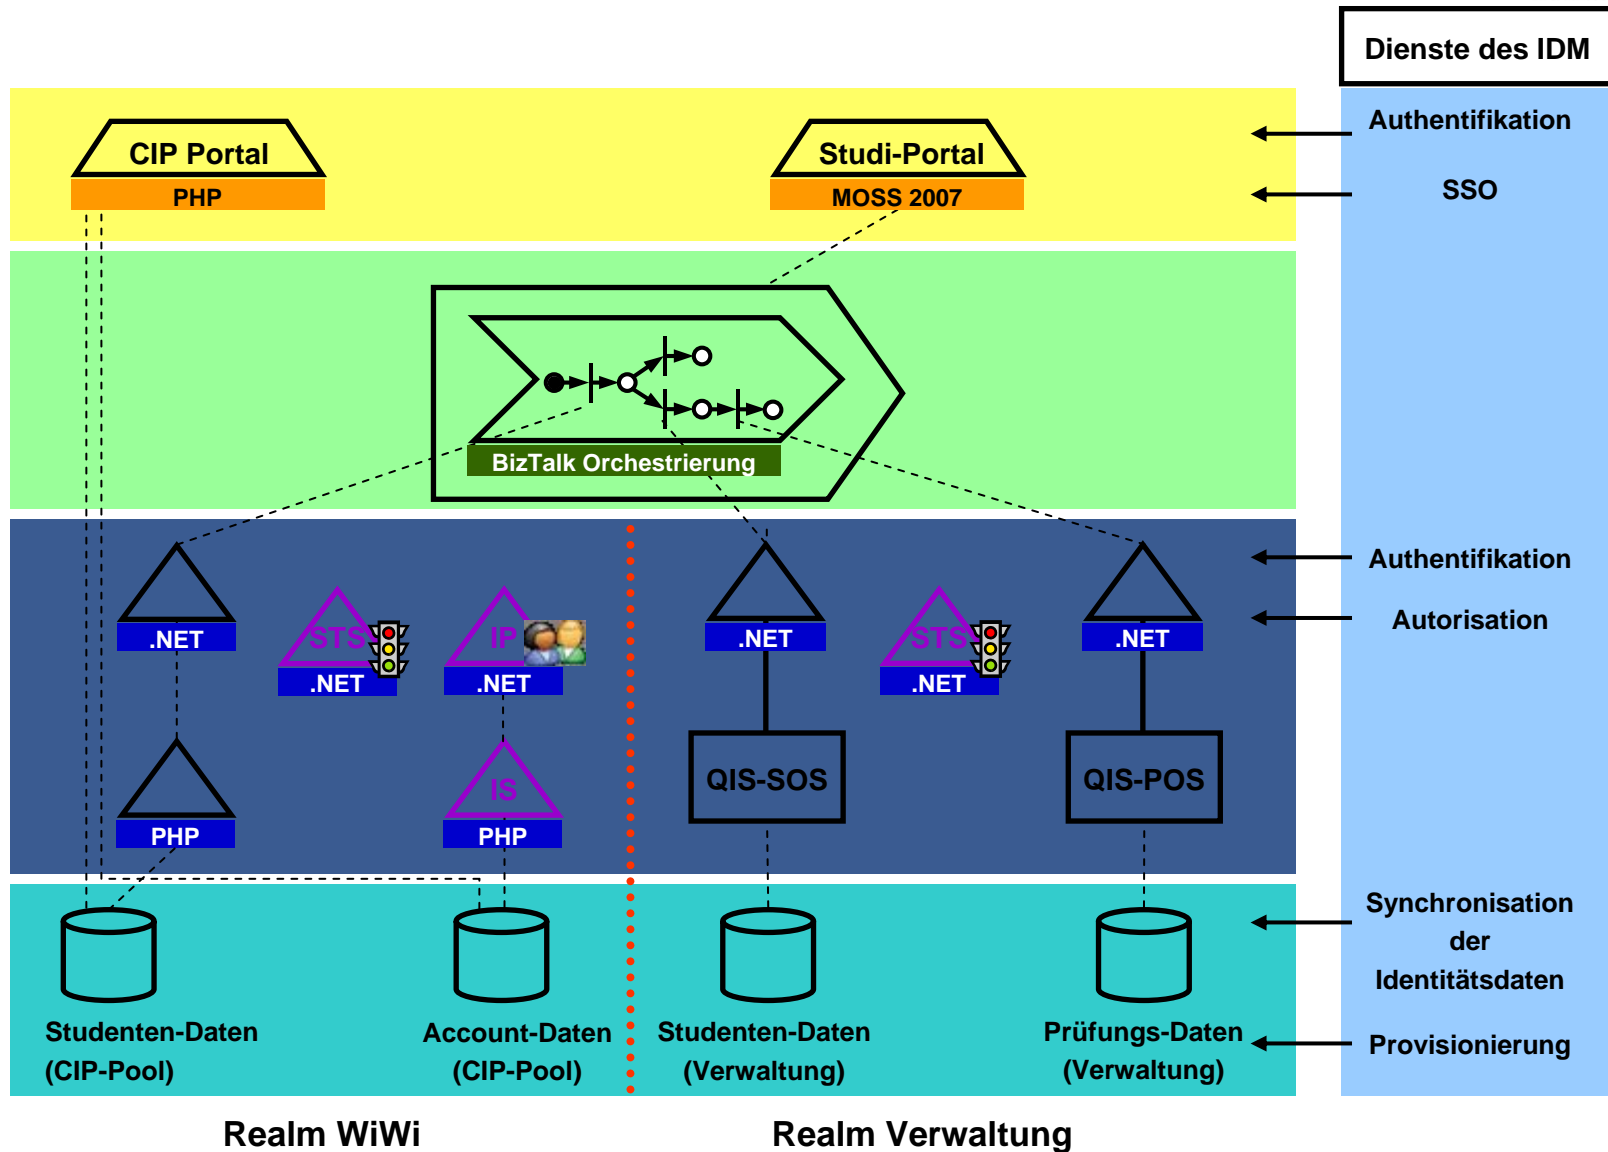 Dienste des IDM
CIP Portal
PHP
Studi-Portal
MOSS 2007
Authentifikation
SSO
BizTalk Orchestrierung
.NET
STS
.NET
IP
.NET
.NET
STS
.NET
.NET
Authentifikation
Autorisation
PHP
IS
PHP
QIS-SOS
QIS-POS
Studenten-Daten
(CIP-Pool)
Account-Daten
(CIP-Pool)
Studenten-Daten
(Verwaltung)
Prüfungs-Daten
(Verwaltung)
Synchronisation
der
Identitätsdaten
Provisionierung
Realm WiWi
Realm Verwaltung